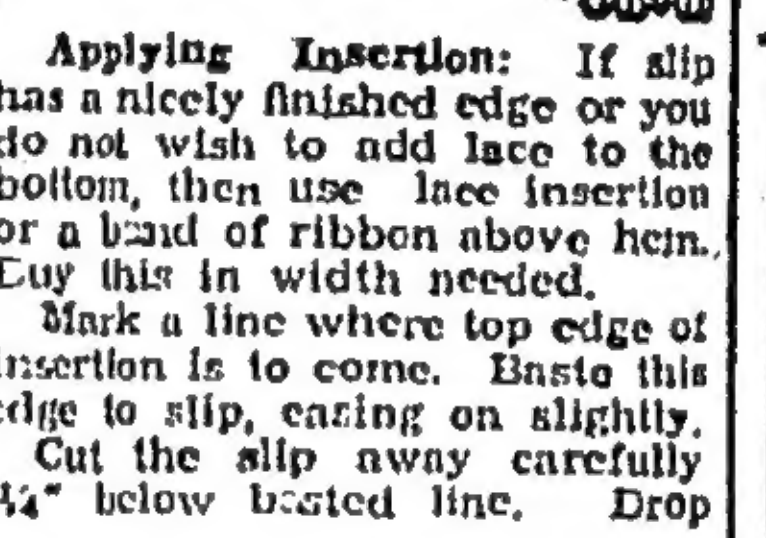 Applying Insertion: If slip
has a nicely finished edge or you
do not wish to add lace to the
bottom, then use lace insertion
or a band of ribbon above hem.
Buy this in width needed.
Mark a line where top edge of
insertion is to come. Baste this
edge to slip, easing on slightly.
Cut the slip away carefully
¼" below basted line. Drop